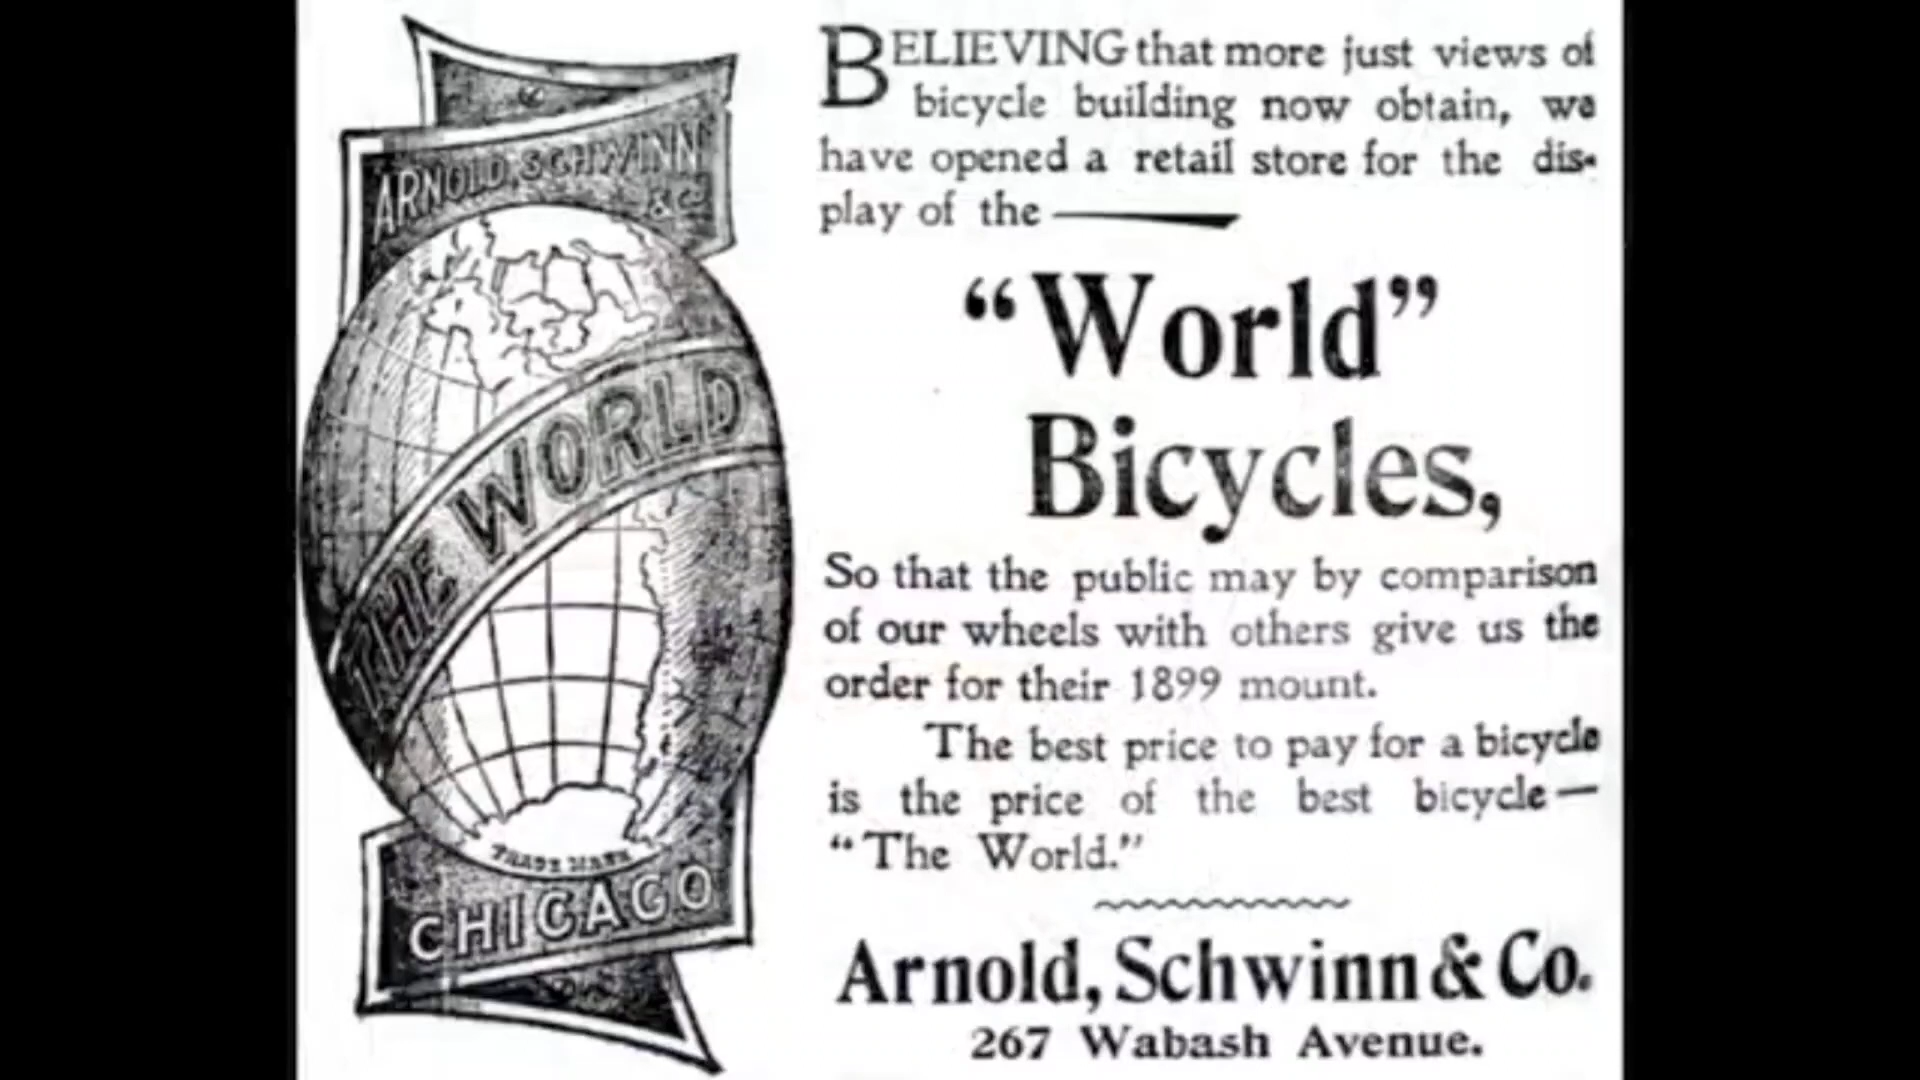 ARNOLD, SCHWINN
& Co
THE WORLD
TRADE MARK
CHICAGO
BELIEVING that more just views of
bicycle building now obtain, we
have opened a retail store for the dis-
play of the —
“World”
Bicycles,
So that the public may by comparison
of our wheels with others give us the
order for their 1899 mount.
The best price to pay for a bicycle
is the price of the best bicycle—
“The World.”
Arnold, Schwinn & Co.
267 Wabash Avenue.